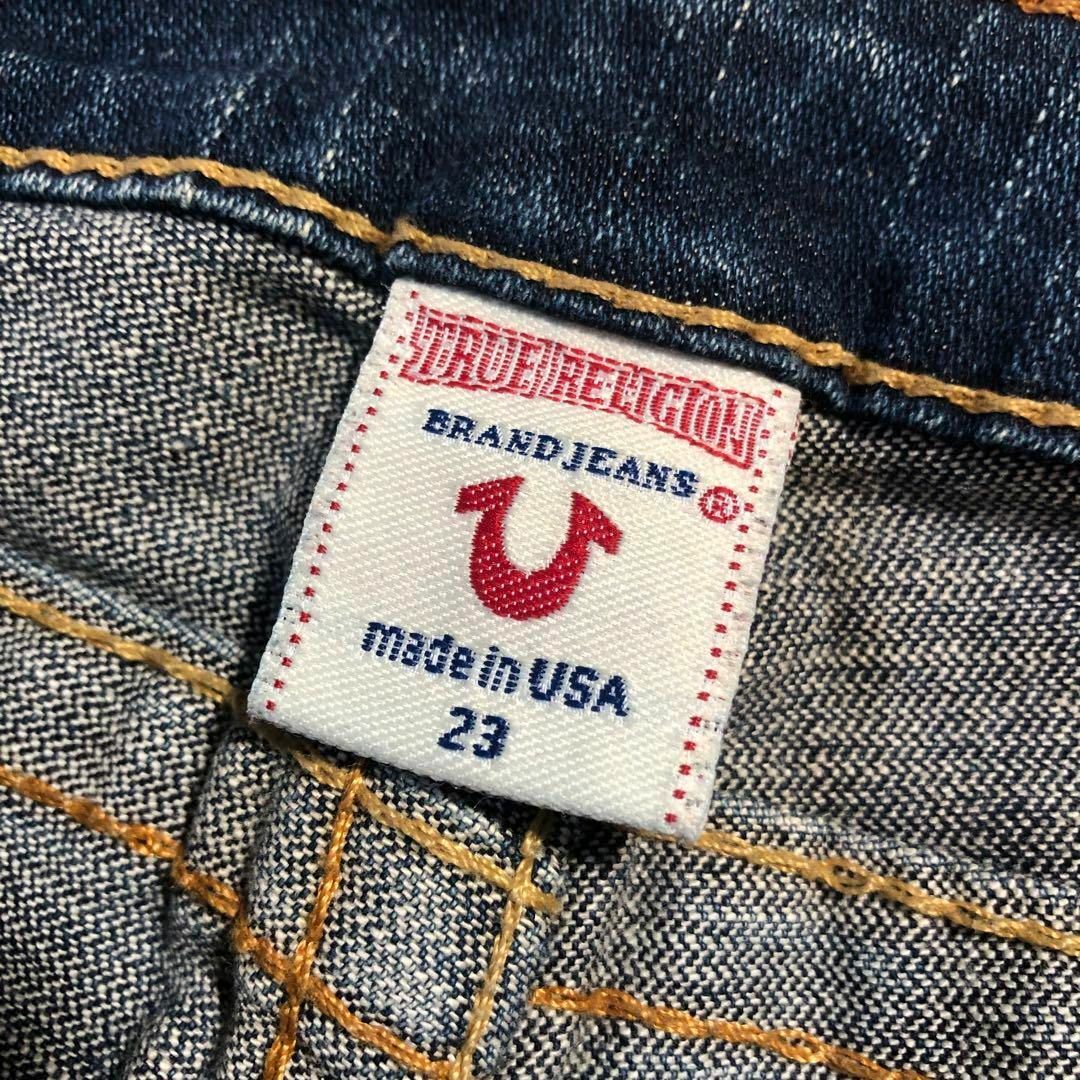 TRUE RELIGION
BRAND JEANS ®
made in USA
23